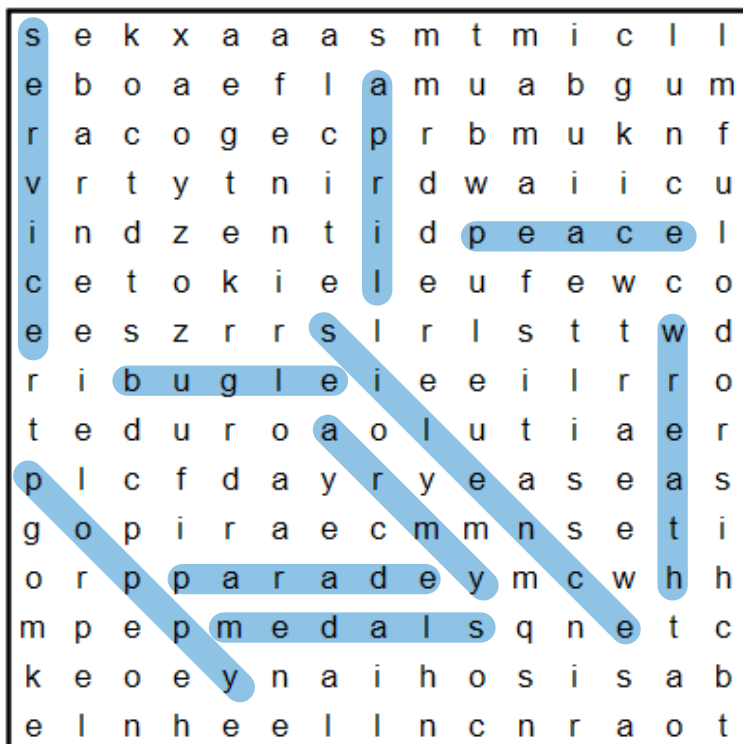 s e k x a a a s m t m i c l l
e b o a e f l a m u a b g u m
r a c o g e c p r b m u k n f
v r t y t n i r d w a i i c u
i n d z e n t i d p e a c e l
c e t o k i e l e u f e w c o
e e s z r r s l r l s t t w d
r i b u g l e i e e i l r r o
t e d u r o a o l u t i a e r
p l c f d a y r y e a s e a s
g o p i r a e c m m n s e t i
o r p p a r a d e y m c w h h
m p e p m e d a l s q n e t c
k e o e y n a i h o s i s a b
e l n h e e l l n c n r a o t